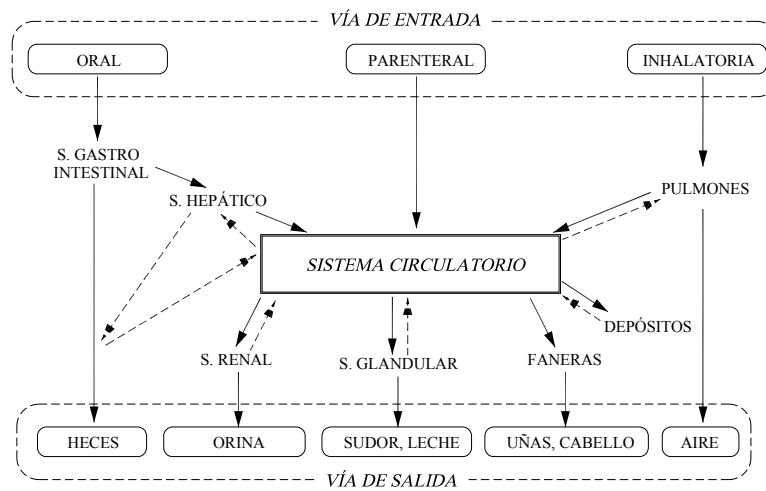 VÍA DE ENTRADA
ORAL
PARENTERAL
INHALATORIA
S. GASTRO
INTESTINAL
S. HEPÁTICO
PULMONES
SISTEMA CIRCULATORIO
DEPÓSITOS
S. RENAL
S. GLANDULAR
FANERAS
HECES
ORINA
SUDOR, LECHE
UÑAS, CABELLO
AIRE
VÍA DE SALIDA